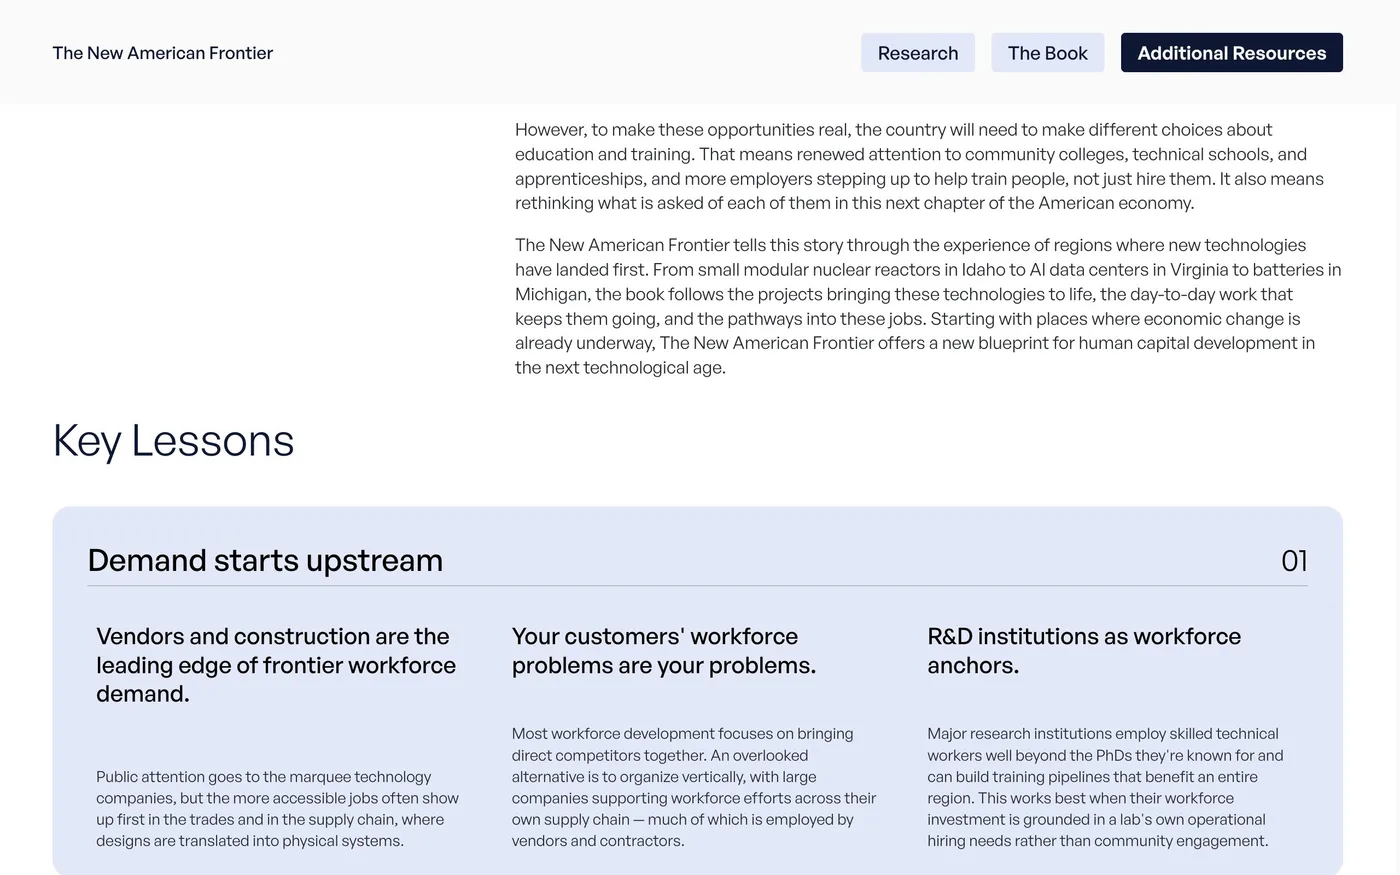 The New American Frontier
Research
The Book
Additional Resources
However, to make these opportunities real, the country will need to make different choices about
education and training. That means renewed attention to community colleges, technical schools, and
apprenticeships, and more employers stepping up to help train people, not just hire them. It also means
rethinking what is asked of each of them in this next chapter of the American economy.
The New American Frontier tells this story through the experience of regions where new technologies
have landed first. From small modular nuclear reactors in Idaho to AI data centers in Virginia to batteries in
Michigan, the book follows the projects bringing these technologies to life, the day-to-day work that
keeps them going, and the pathways into these jobs. Starting with places where economic change is
already underway, The New American Frontier offers a new blueprint for human capital development in
the next technological age.
Key Lessons
Demand starts upstream
01
Vendors and construction are the
leading edge of frontier workforce
demand.
Public attention goes to the marquee technology
companies, but the more accessible jobs often show
up first in the trades and in the supply chain, where
designs are translated into physical systems.
Your customers' workforce
problems are your problems.
Most workforce development focuses on bringing
direct competitors together. An overlooked
alternative is to organize vertically, with large
companies supporting workforce efforts across their
own supply chain — much of which is employed by
vendors and contractors.
R&D institutions as workforce
anchors.
Major research institutions employ skilled technical
workers well beyond the PhDs they're known for and
can build training pipelines that benefit an entire
region. This works best when their workforce
investment is grounded in a lab's own operational
hiring needs rather than community engagement.